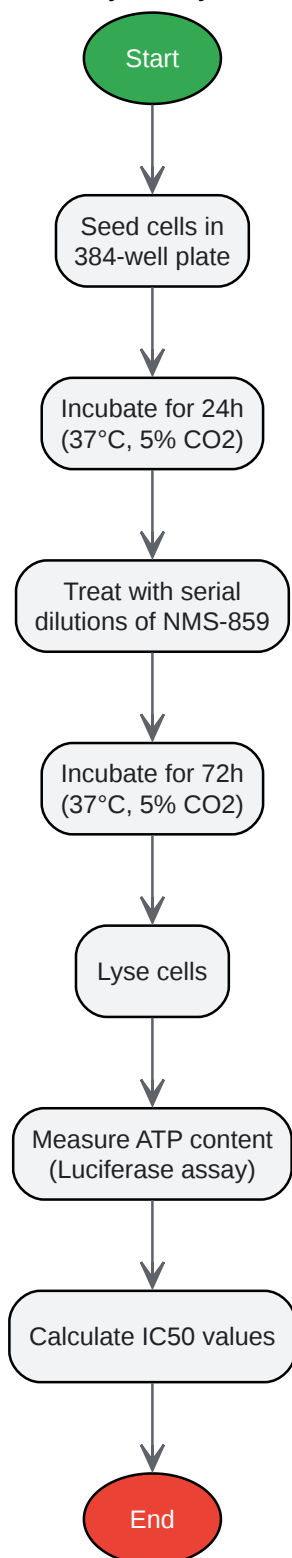 Start
Seed cells in
384-well plate
Incubate for 24h
(37°C, 5% CO2)
Treat with serial
dilutions of NMS-859
Incubate for 72h
(37°C, 5% CO2)
Lyse cells
Measure ATP content
(Luciferase assay)
Calculate IC50 values
End